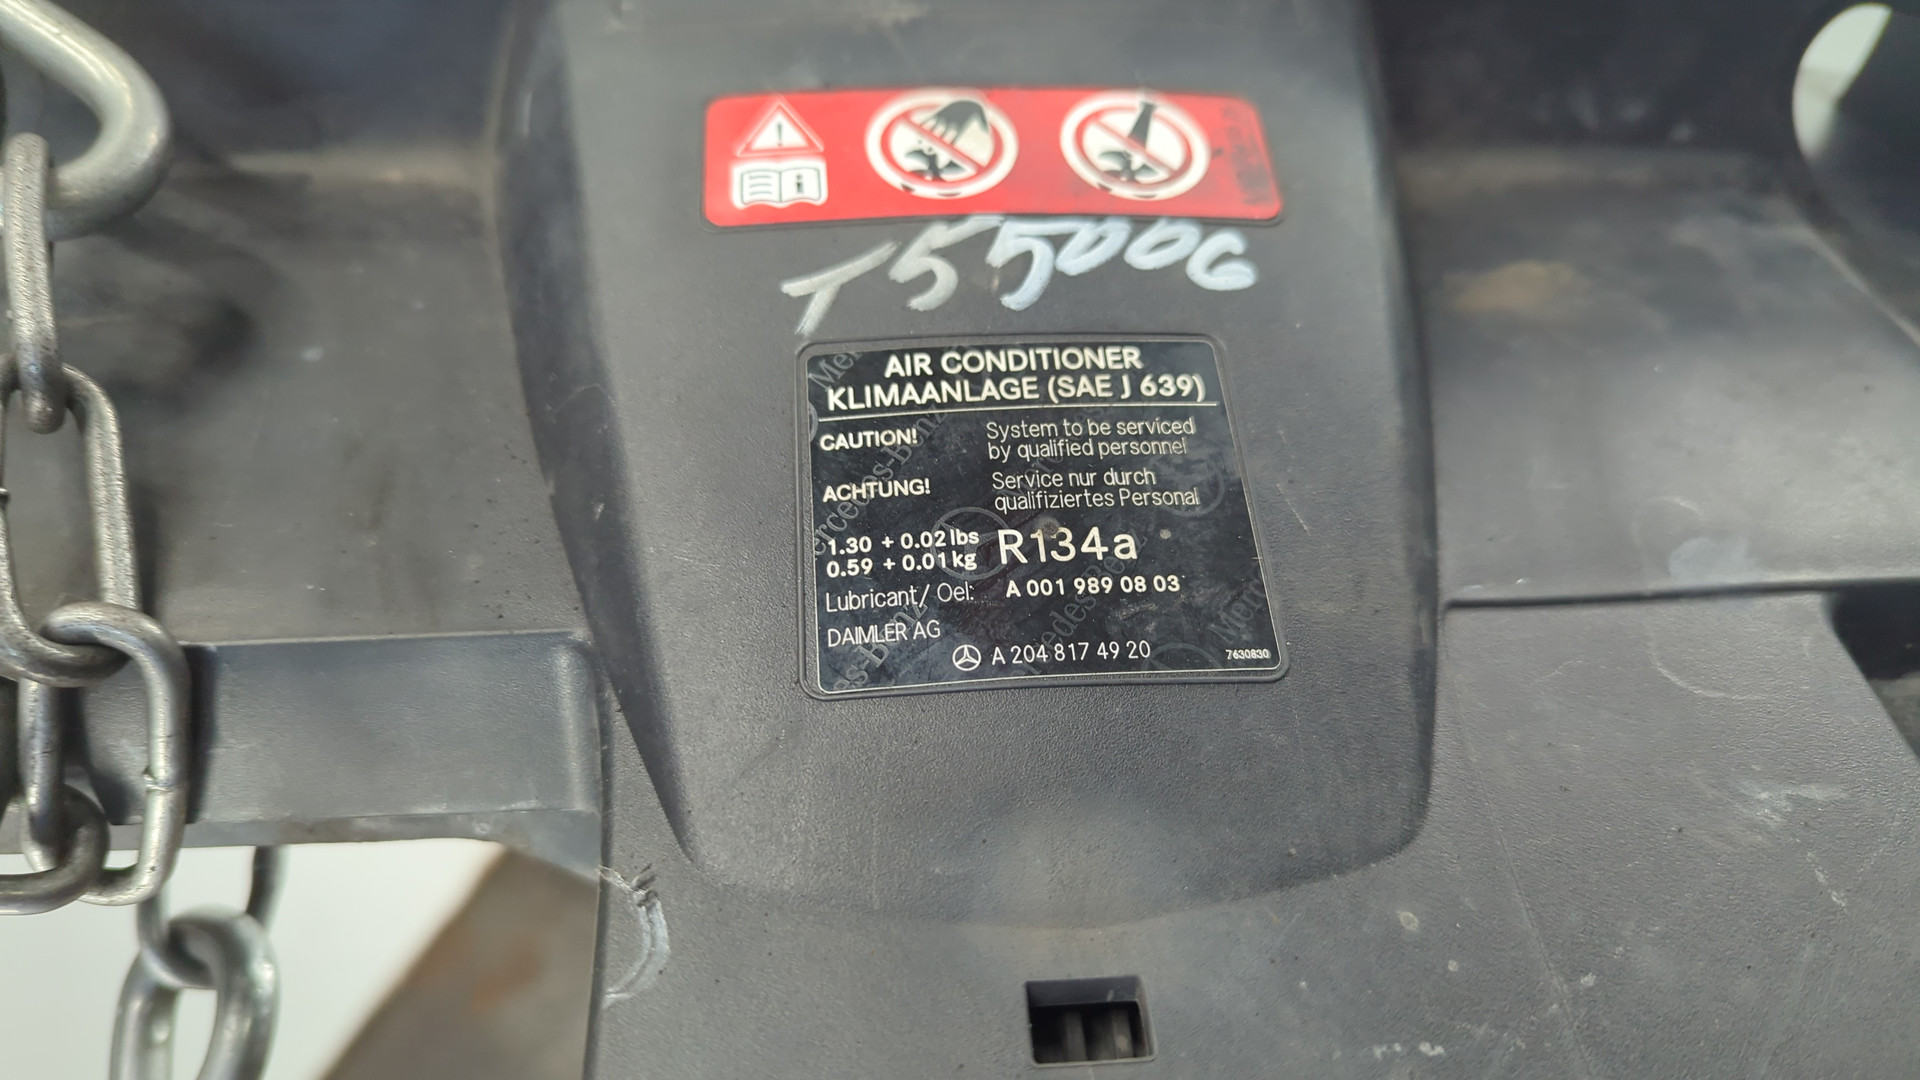 T55006
AIR CONDITIONER
KLIMAANLAGE (SAE J 639)
CAUTION! System to be serviced
by qualified personnel
ACHTUNG! Service nur durch
qualifiziertes Personal
1.30 + 0.02 lbs R134a
0.59 + 0.01 kg
Lubricant/ Oel: A 001 989 08 03
DAIMLER AG
A 204 817 49 20 7630830